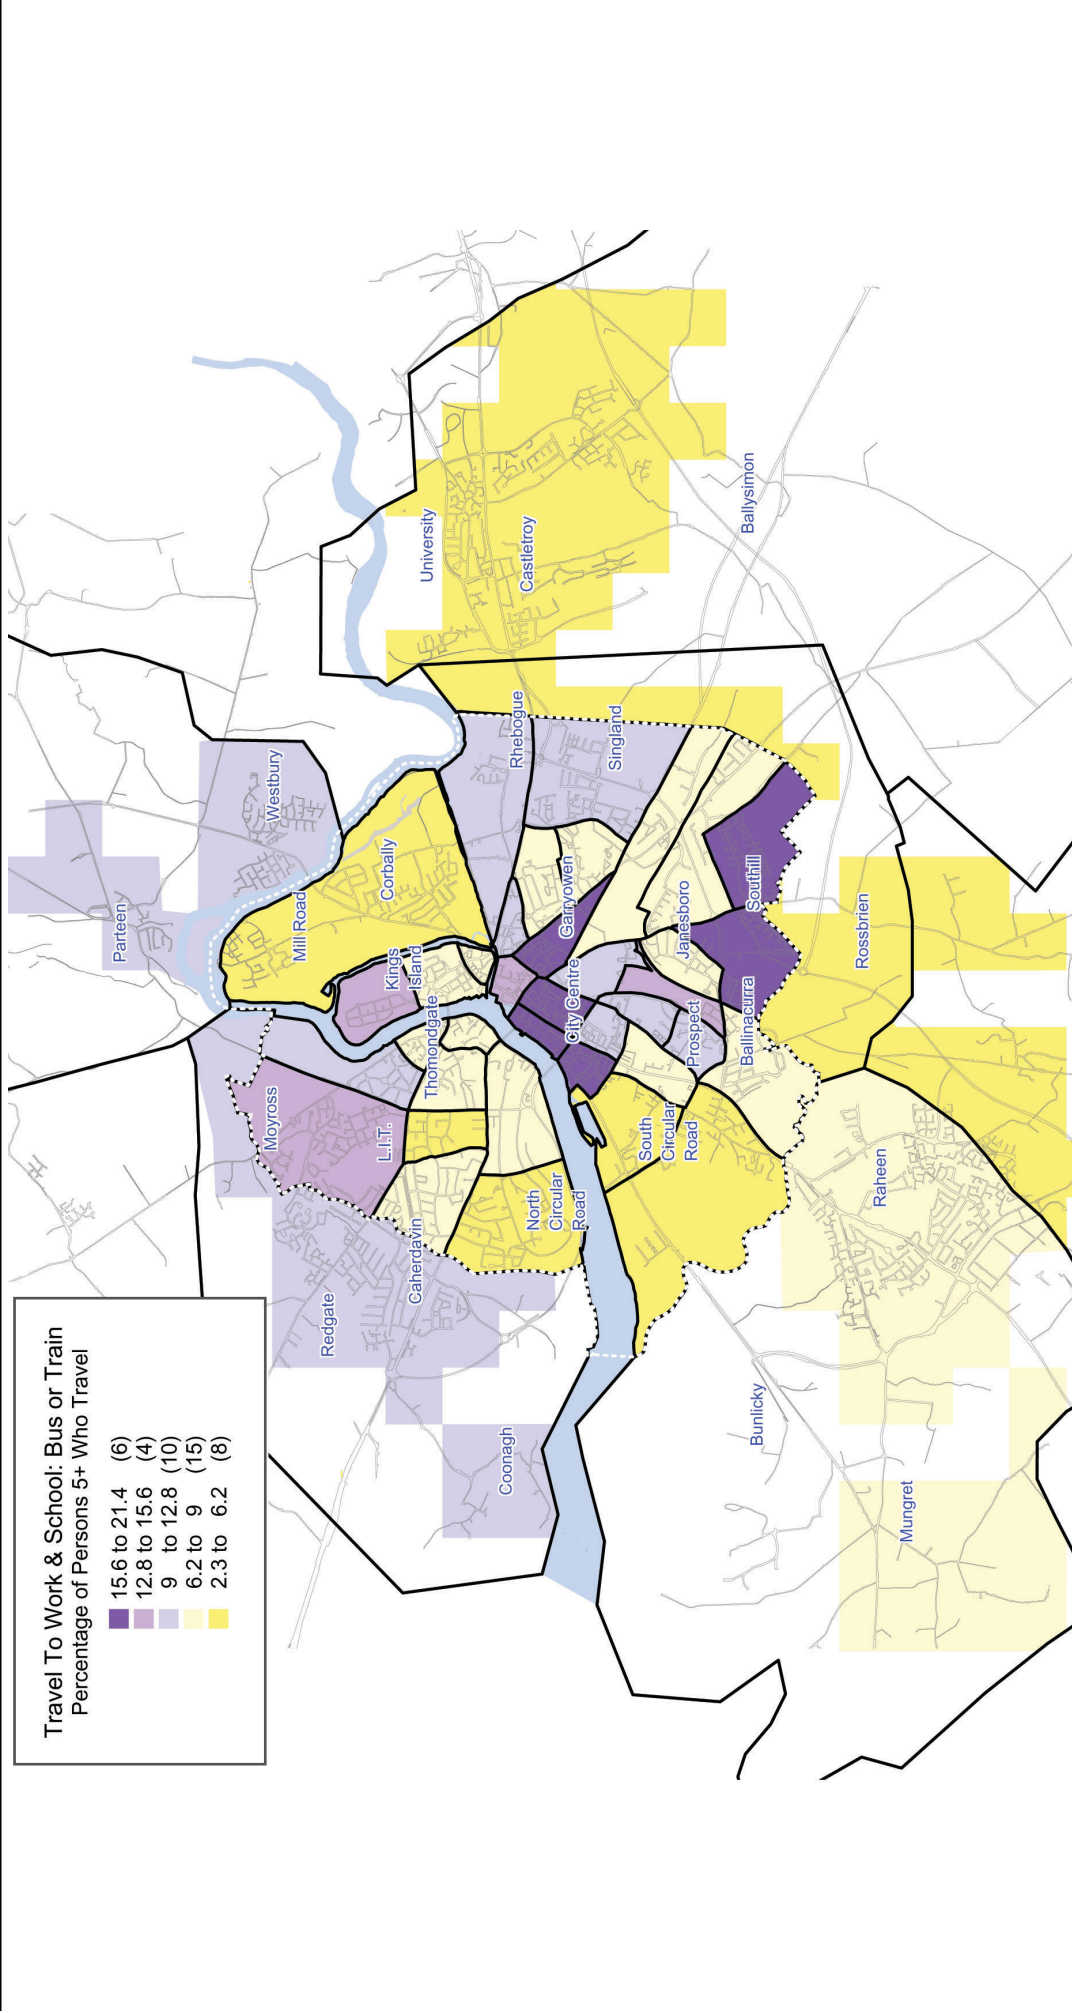 Travel To Work & School: Bus or Train
Percentage of Persons 5+ Who Travel
15.6 to 21.4 (6)
12.8 to 15.6 (4)
9 to 12.8 (10)
6.2 to 9 (15)
2.3 to 6.2 (8)
Parteen
Westbury
Mill Road
Corbally
Moyross
L.I.T.
Kings
Island
Thomondgate
Redgate
Caherdavin
Coonagh
North
Circular
Road
University
Castletroy
Rhebogue
Singland
Garryowen
City Centre
Ballysimon
Janesboro
Southill
Prospect
Ballinacurra
South
Circular
Road
Rossbrien
Raheen
Bunlicky
Mungret